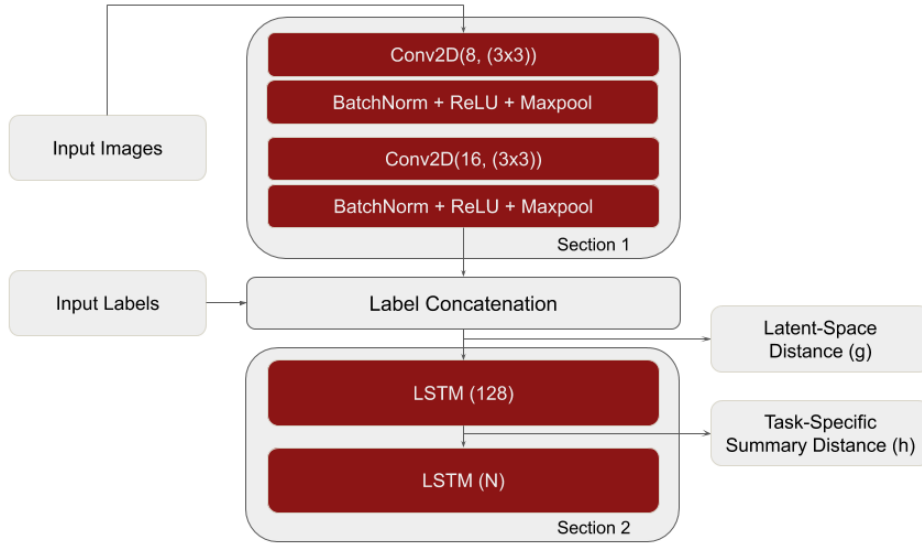 Conv2D(8, (3x3))
BatchNorm + ReLU + Maxpool
Input Images
Conv2D(16, (3x3))
BatchNorm + ReLU + Maxpool
Section 1
Input Labels
Label Concatenation
Latent-Space
Distance (g)
LSTM (128)
Task-Specific
Summary Distance (h)
LSTM (N)
Section 2